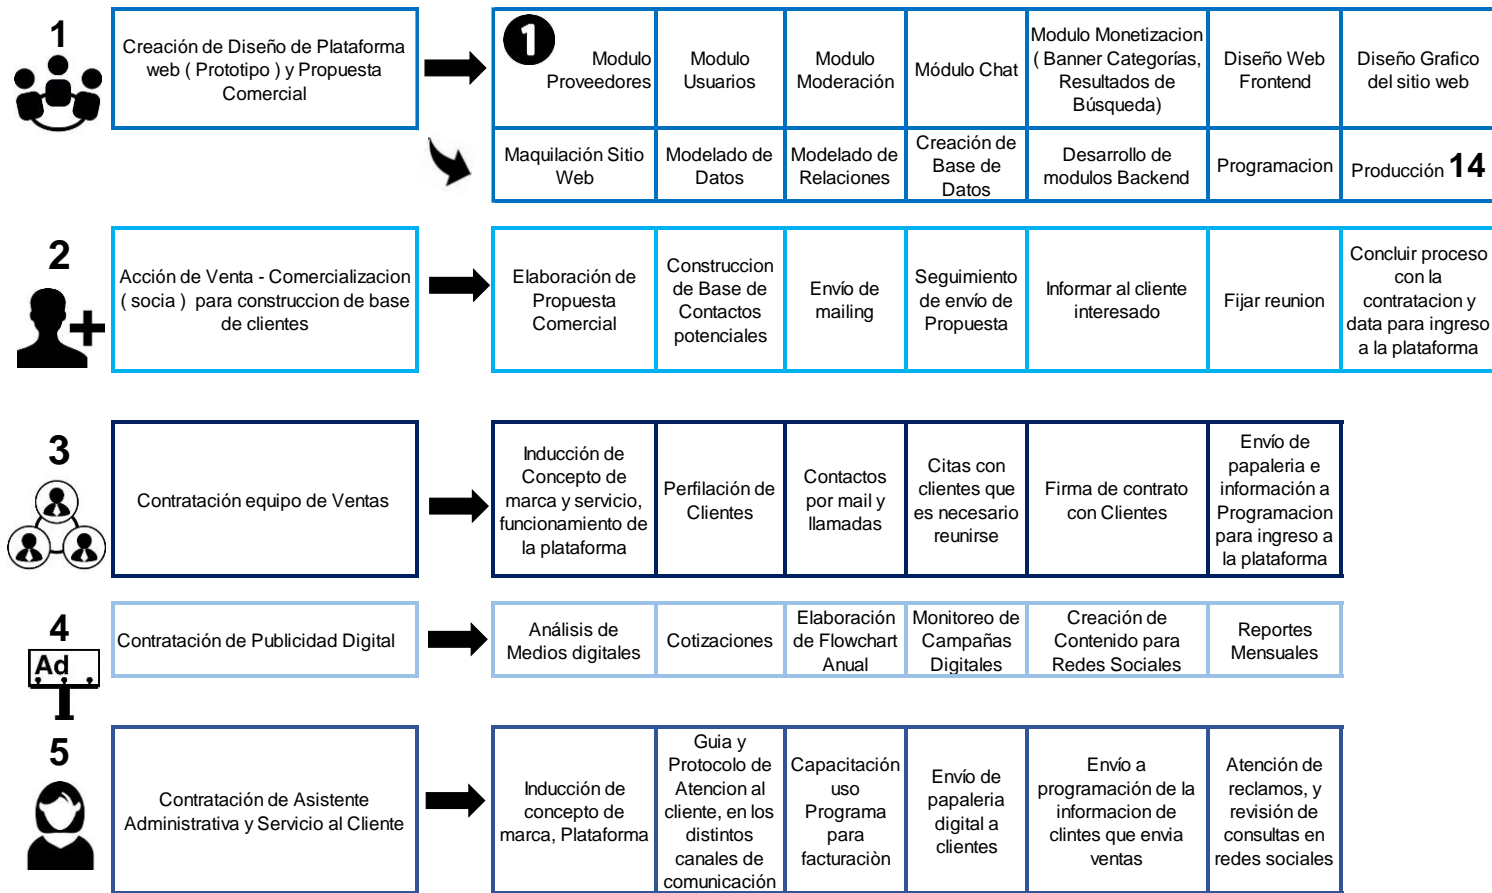 1
Creación de Diseño de Plataforma
web ( Prototipo ) y Propuesta
Comercial
1
Modulo
Proveedores
Modulo
Usuarios
Modulo
Moderación
Módulo Chat
Modulo Monetizacion
( Banner Categorías,
Resultados de
Búsqueda)
Diseño Web
Frontend
Diseño Grafico
del sitio web
Maquilación Sitio
Web
Modelado de
Datos
Modelado de
Relaciones
Creación de
Base de
Datos
Desarrollo de
modulos Backend
Programacion
Producción 14
2
Acción de Venta - Comercializacion
( socia )  para construccion de base
de clientes
Elaboración de
Propuesta
Comercial
Construccion
de Base de
Contactos
potenciales
Envío de
mailing
Seguimiento
de envío de
Propuesta
Informar al cliente
interesado
Fijar reunion
Concluir proceso
con la
contratacion y
data para ingreso
a la plataforma
3
Contratación equipo de Ventas
Inducción de
Concepto de
marca y servicio,
funcionamiento de
la plataforma
Perfilación de
Clientes
Contactos
por mail y
llamadas
Citas con
clientes que
es necesario
reunirse
Firma de contrato
con Clientes
Envío de
papaleria e
información a
Programacion
para ingreso a
la plataforma
4
Ad
Contratación de Publicidad Digital
Análisis de
Medios digitales
Cotizaciones
Elaboración
de Flowchart
Anual
Monitoreo de
Campañas
Digitales
Creación de
Contenido para
Redes Sociales
Reportes
Mensuales
5
Contratación de Asistente
Administrativa y Servicio al Cliente
Inducción de
concepto de
marca, Plataforma
Guia y
Protocolo de
Atencion al
cliente, en los
distintos
canales de
comunicación
Capacitación
uso
Programa
para
facturaciòn
Envío de
papaleria
digital a
clientes
Envío a
programación de la
informacion de
clintes que envia
ventas
Atención de
reclamos, y
revisión de
consultas en
redes sociales